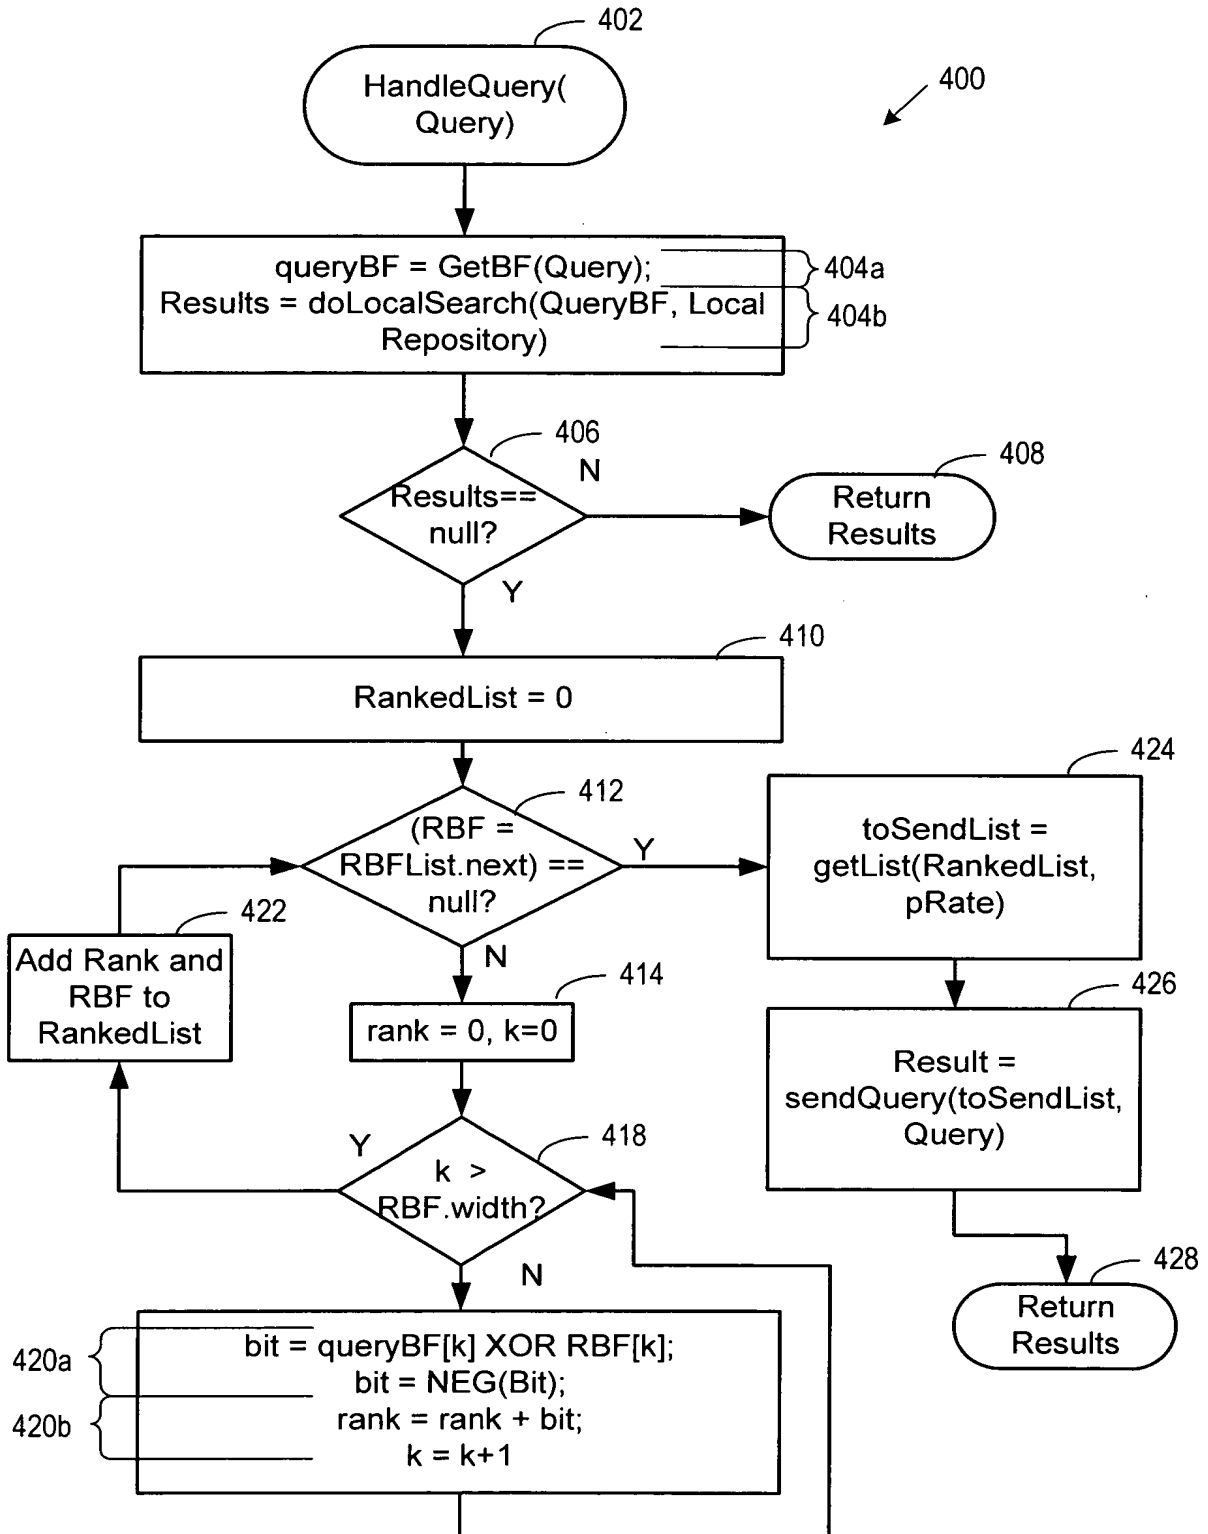 402
HandleQuery(
Query)
400
queryBF = GetBF(Query);
404a
Results = doLocalSearch(QueryBF, Local
Repository)
404b
406
Results==
null?
N
Y
408
Return
Results
410
RankedList = 0
412
(RBF =
RBFList.next) ==
null?
Y
N
424
toSendList =
getList(RankedList,
pRate)
422
Add Rank and
RBF to
RankedList
414
rank = 0, k=0
426
Result =
sendQuery(toSendList,
Query)
418
k >
RBF.width?
Y
N
428
Return
Results
420a
bit = queryBF[k] XOR RBF[k];
bit = NEG(Bit);
420b
rank = rank + bit;
k = k+1